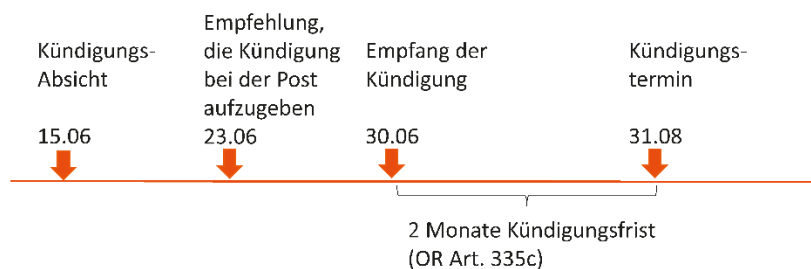 Kündigungs-
Absicht
15.06
Empfehlung,
die Kündigung
bei der Post
aufzugeben
23.06
Empfang der
Kündigung
30.06
Kündigungs-
termin
31.08
2 Monate Kündigungsfrist
(OR Art. 335c)